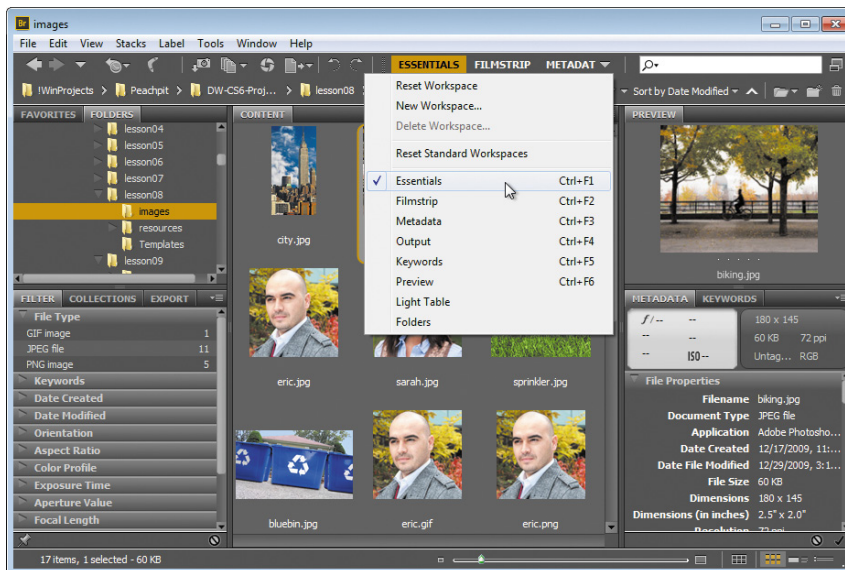 Br images
File Edit View Stacks Label Tools Window Help
ESSENTIALS FILMSTRIP METADAT
!WinProjects Peachpit DW-CS6-Proj... lesson08
Sort by Date Modified
Reset Workspace
New Workspace...
Delete Workspace...
Reset Standard Workspaces
Essentials Ctrl+F1
Filmstrip Ctrl+F2
Metadata Ctrl+F3
Output Ctrl+F4
Keywords Ctrl+F5
Preview Ctrl+F6
Light Table
Folders
FAVORITES FOLDERS
lesson04
lesson05
lesson06
lesson07
lesson08
images
resources
Templates
lesson09
FILTER COLLECTIONS EXPORT
File Type
GIF image 1
JPEG file 11
PNG image 5
Keywords
Date Created
Date Modified
Orientation
Aspect Ratio
Color Profile
Exposure Time
Aperture Value
Focal Length
CONTENT
city.jpg
eric.jpg sarah.jpg sprinkler.jpg
bluebin.jpg eric.gif eric.png
PREVIEW
biking.jpg
METADATA KEYWORDS
f/-- --
-- --
-- ISO--
180 x 145
60 KB 72 ppi
Untag... RGB
File Properties
Filename biking.jpg
Document Type JPEG file
Application Adobe Photosho...
Date Created 12/17/2009, 11:...
Date File Modified 12/29/2009, 3:1...
File Size 60 KB
Dimensions 180 x 145
Dimensions (in inches) 2.5" x 2.0"
Resolution 72 ppi
17 items, 1 selected - 60 KB